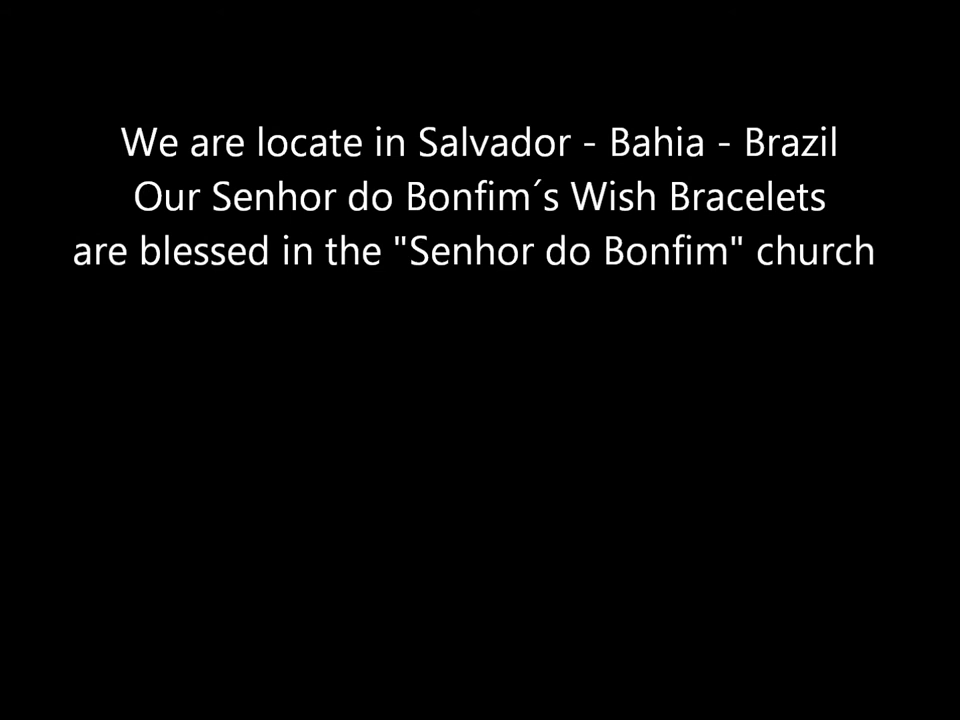 We are locate in Salvador - Bahia - Brazil
Our Senhor do Bonfim´s Wish Bracelets
are blessed in the "Senhor do Bonfim" church